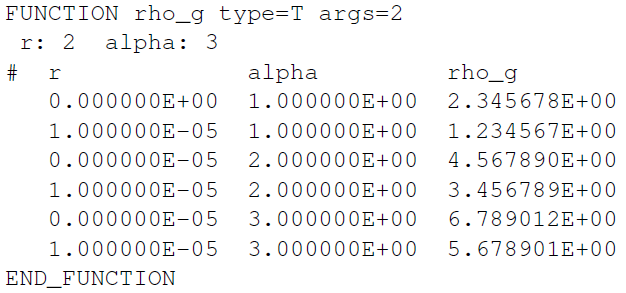 FUNCTION rho_g type=T args=2
 r: 2  alpha: 3
#  r             alpha         rho_g
   0.000000E+00  1.000000E+00  2.345678E+00
   1.000000E-05  1.000000E+00  1.234567E+00
   0.000000E-05  2.000000E+00  4.567890E+00
   1.000000E-05  2.000000E+00  3.456789E+00
   0.000000E-05  3.000000E+00  6.789012E+00
   1.000000E-05  3.000000E+00  5.678901E+00
END_FUNCTION